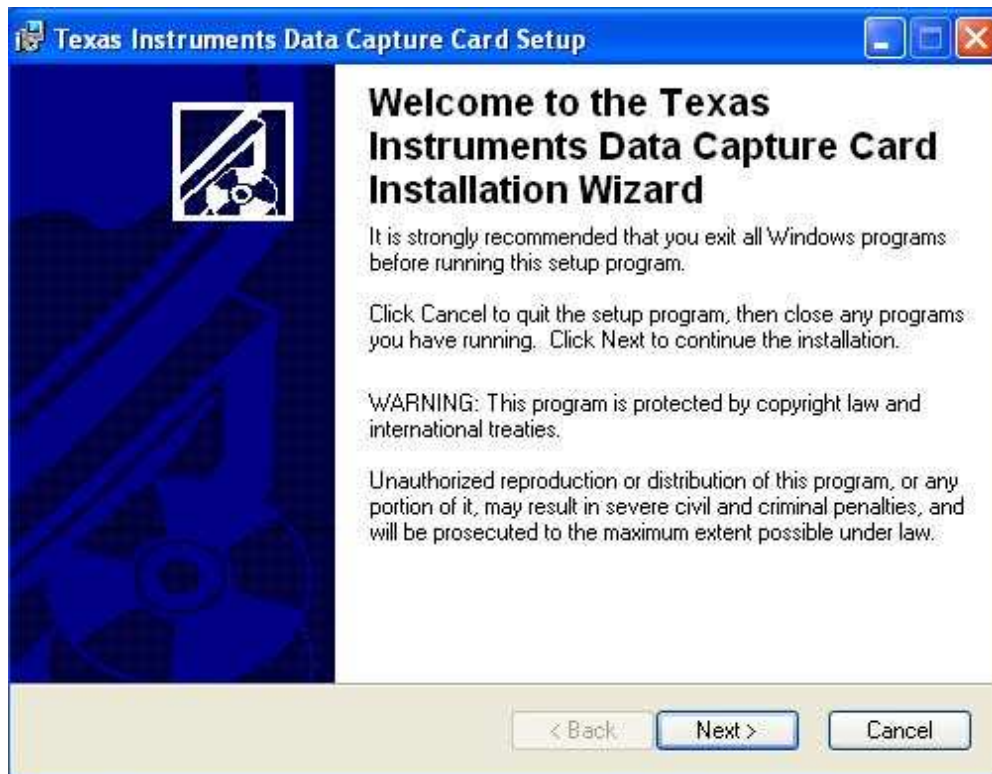 Texas Instruments Data Capture Card Setup
Welcome to the Texas
Instruments Data Capture Card
Installation Wizard
It is strongly recommended that you exit all Windows programs
before running this setup program.
Click Cancel to quit the setup program, then close any programs
you have running. Click Next to continue the installation.
WARNING: This program is protected by copyright law and
international treaties.
Unauthorized reproduction or distribution of this program, or any
portion of it, may result in severe civil and criminal penalties, and
will be prosecuted to the maximum extent possible under law.
< Back Next > Cancel